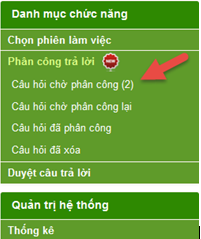 Danh mục chức năng
Chọn phiên làm việc
Phân công trả lời NEW
Câu hỏi chờ phân công (2)
Câu hỏi chờ phân công lại
Câu hỏi đã phân công
Câu hỏi đã xóa
Duyệt câu trả lời
Quản trị hệ thống
Thống kê